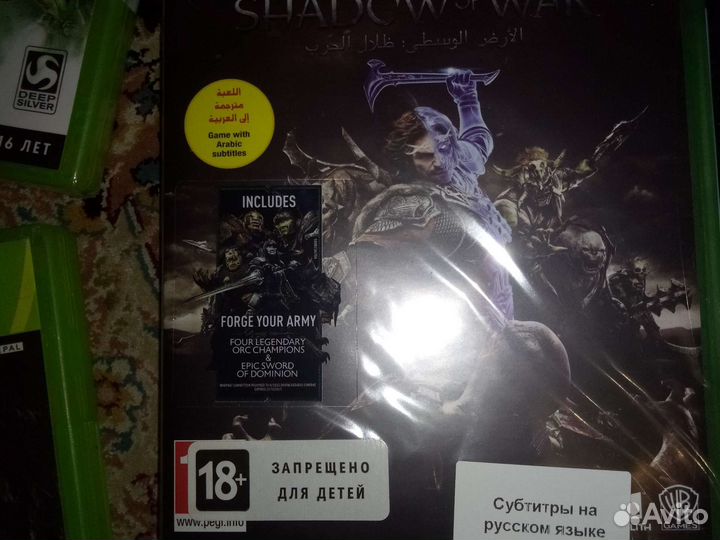 SHADOW OF WAR
الأرض الوسطى: ظلال الحرب
DEEP
SILVER
16 ЛЕТ
اللعبة
مترجمة
إلى العربية
Game with
Arabic
subtitles
INCLUDES
FORGE YOUR ARMY
FOUR LEGENDARY
ORC CHAMPIONS
&
EPIC SWORD
OF DOMINION
PAL
18+
ЗАПРЕЩЕНО
ДЛЯ ДЕТЕЙ
www.pegi.info
Субтитры на
русском языке
LITH
WB
GAMES
Avito